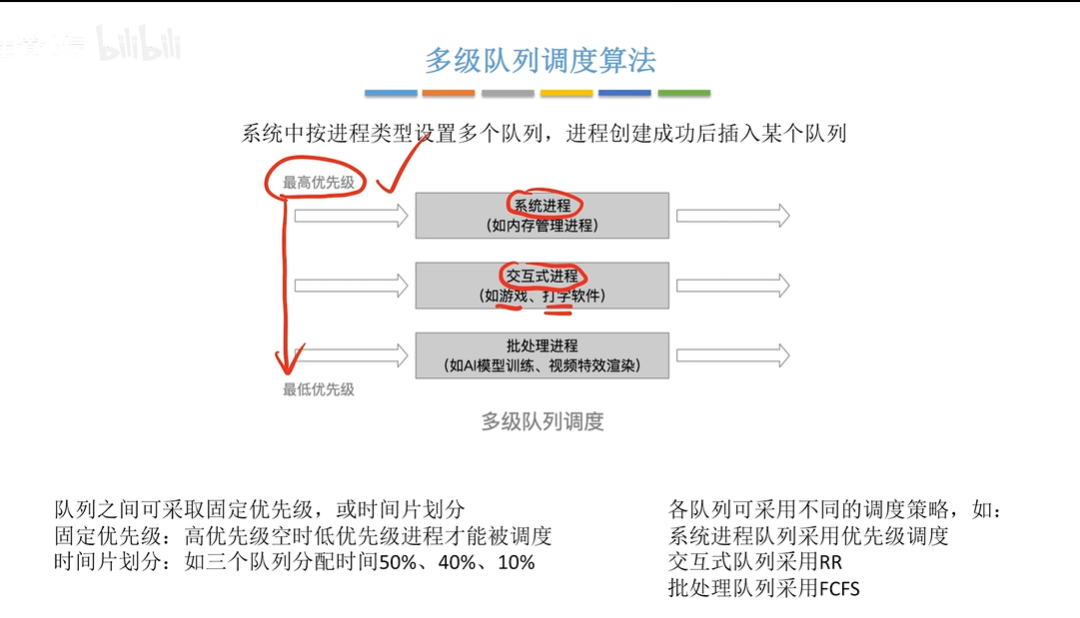 bilibili
多级队列调度算法
系统中按进程类型设置多个队列，进程创建成功后插入某个队列
最高优先级
系统进程
(如内存管理进程)
交互式进程
(如游戏、打字软件)
批处理进程
(如AI模型训练、视频特效渲染)
最低优先级
多级队列调度
队列之间可采取固定优先级，或时间片划分
固定优先级：高优先级空时低优先级进程才能被调度
时间片划分：如三个队列分配时间50%、40%、10%
各队列可采用不同的调度策略，如：
系统进程队列采用优先级调度
交互式队列采用RR
批处理队列采用FCFS